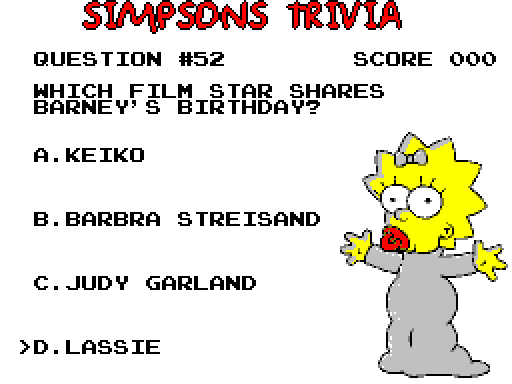 SIMPSONS TRIVIA
QUESTION #52 SCORE 000
WHICH FILM STAR SHARES
BARNEY'S BIRTHDAY?
A.KEIKO
B.BARBRA STREISAND
C.JUDY GARLAND
>D.LASSIE